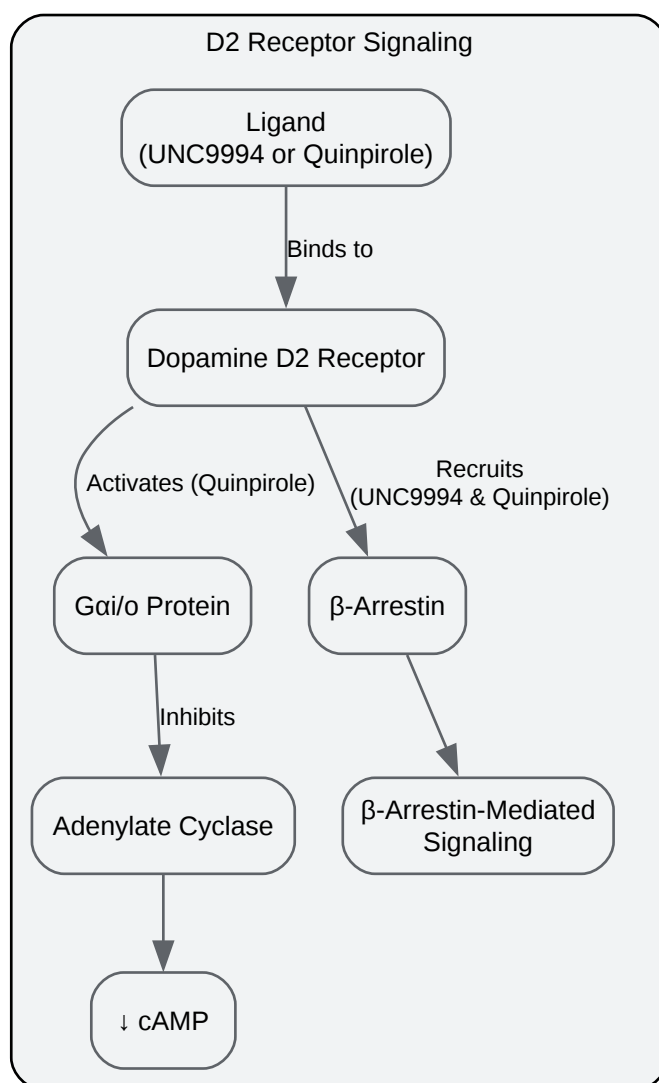 D2 Receptor Signaling
Ligand
(UNC9994 or Quinpirole)
Binds to
Dopamine D2 Receptor
Activates (Quinpirole)
Recruits
(UNC9994 & Quinpirole)
Gαi/o Protein
β-Arrestin
Inhibits
Adenylate Cyclase
β-Arrestin-Mediated
Signaling
↓ cAMP